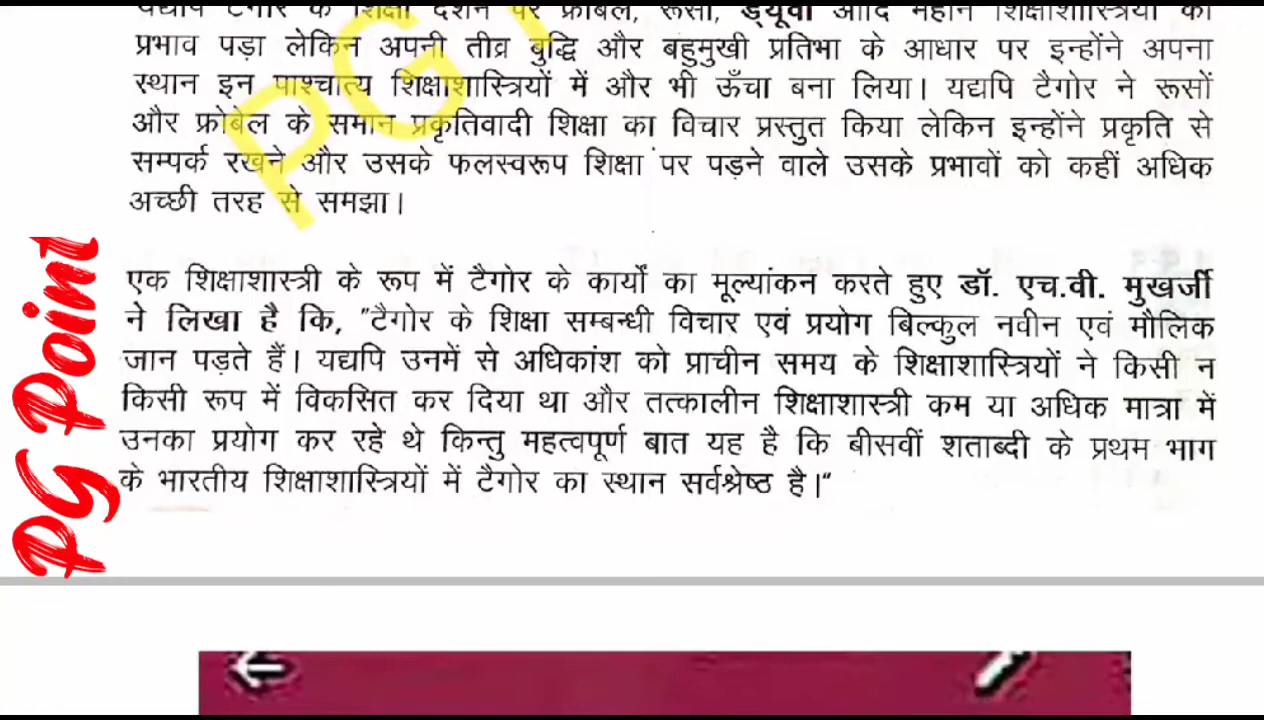 यद्यपि टैगोर के शिक्षा दर्शन पर फ्रोबेल, रूसो, ड्यूवी आदि महान शिक्षाशास्त्रियों का
प्रभाव पड़ा लेकिन अपनी तीव्र बुद्धि और बहुमुखी प्रतिभा के आधार पर इन्होंने अपना
स्थान इन पाश्चात्य शिक्षाशास्त्रियों में और भी ऊँचा बना लिया। यद्यपि टैगोर ने रूसों
और फ्रोबेल के समान प्रकृतिवादी शिक्षा का विचार प्रस्तुत किया लेकिन इन्होंने प्रकृति से
सम्पर्क रखने और उसके फलस्वरूप शिक्षा पर पड़ने वाले उसके प्रभावों को कहीं अधिक
अच्छी तरह से समझा।
एक शिक्षाशास्त्री के रूप में टैगोर के कार्यों का मूल्यांकन करते हुए डॉ. एच.वी. मुखर्जी
ने लिखा है कि, "टैगोर के शिक्षा सम्बन्धी विचार एवं प्रयोग बिल्कुल नवीन एवं मौलिक
जान पड़ते हैं। यद्यपि उनमें से अधिकांश को प्राचीन समय के शिक्षाशास्त्रियों ने किसी न
किसी रूप में विकसित कर दिया था और तत्कालीन शिक्षाशास्त्री कम या अधिक मात्रा में
उनका प्रयोग कर रहे थे किन्तु महत्वपूर्ण बात यह है कि बीसवीं शताब्दी के प्रथम भाग
के भारतीय शिक्षाशास्त्रियों में टैगोर का स्थान सर्वश्रेष्ठ है।"
PG Point
PG